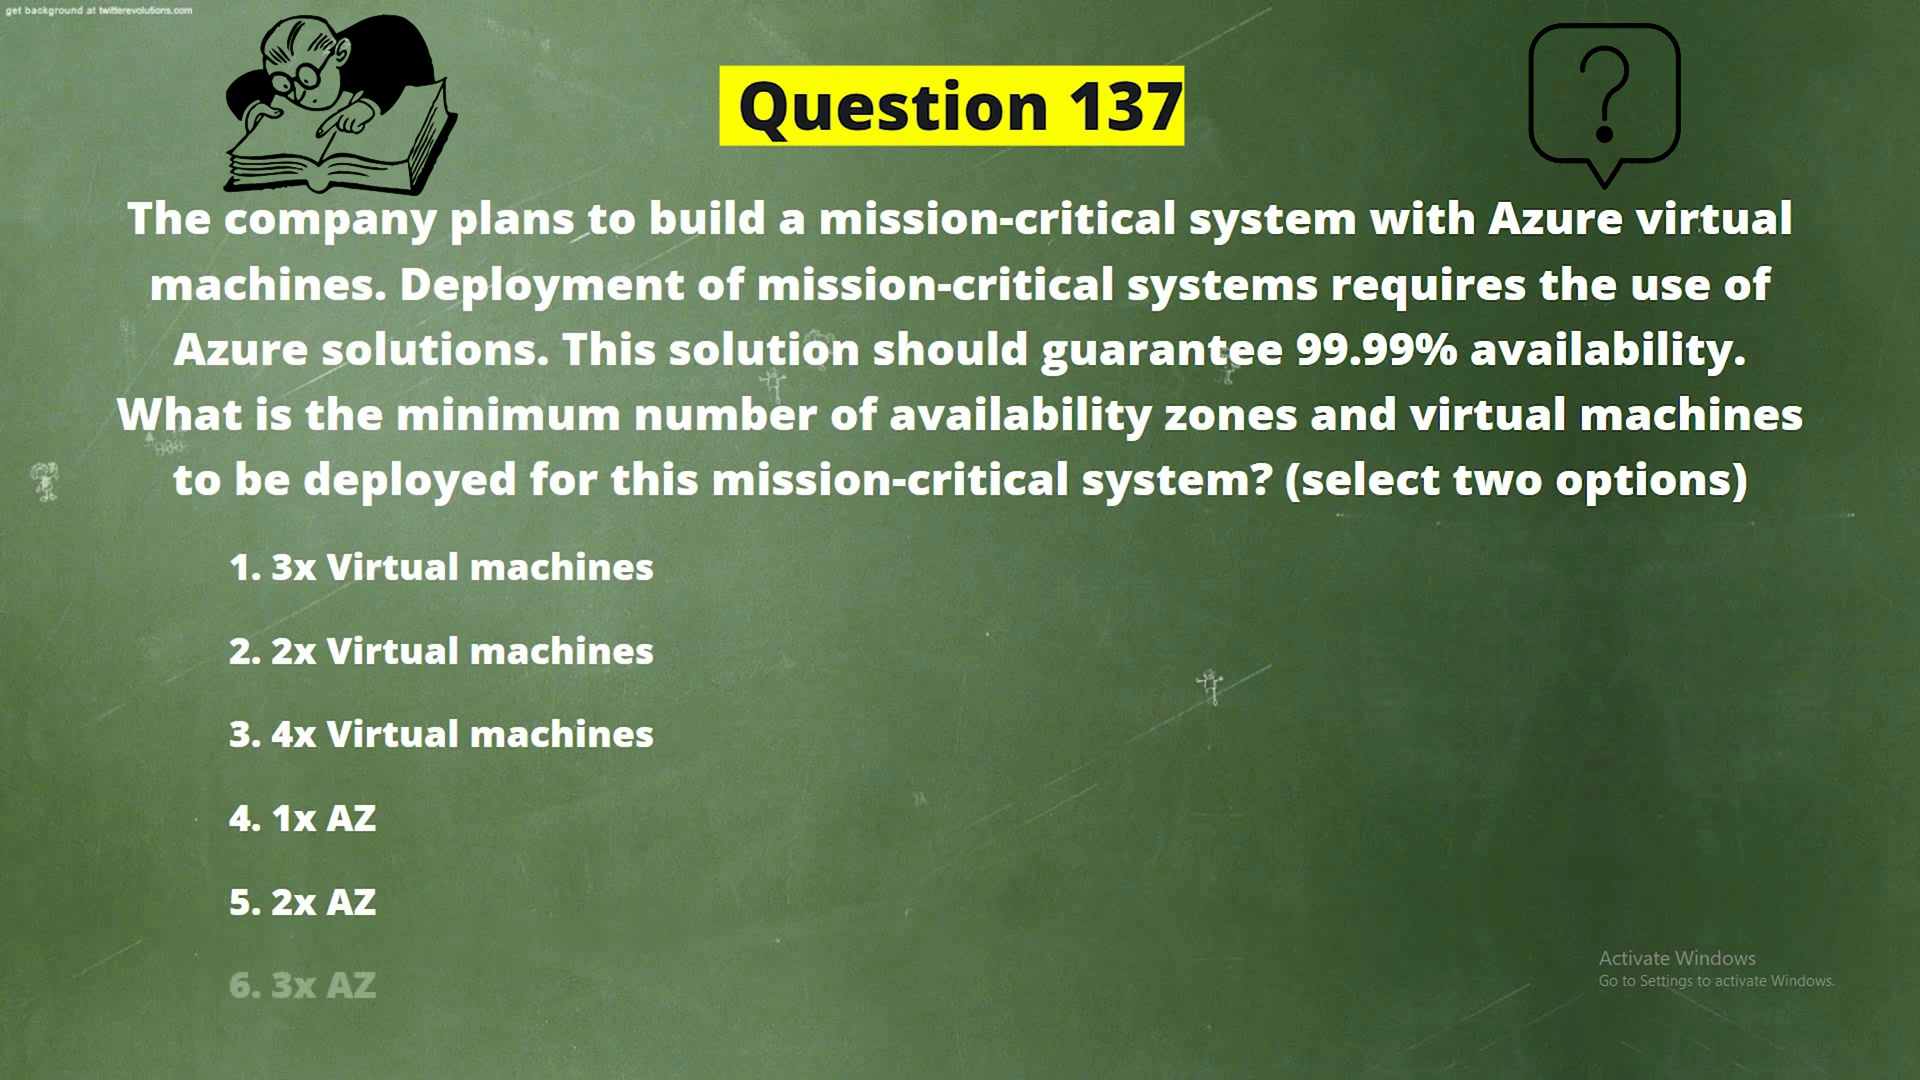 get background at twitterevolutions.com
Question 137
The company plans to build a mission-critical system with Azure virtual
machines. Deployment of mission-critical systems requires the use of
Azure solutions. This solution should guarantee 99.99% availability.
What is the minimum number of availability zones and virtual machines
to be deployed for this mission-critical system? (select two options)
1. 3x Virtual machines
2. 2x Virtual machines
3. 4x Virtual machines
4. 1x AZ
5. 2x AZ
6. 3x AZ
Activate Windows
Go to Settings to activate Windows.